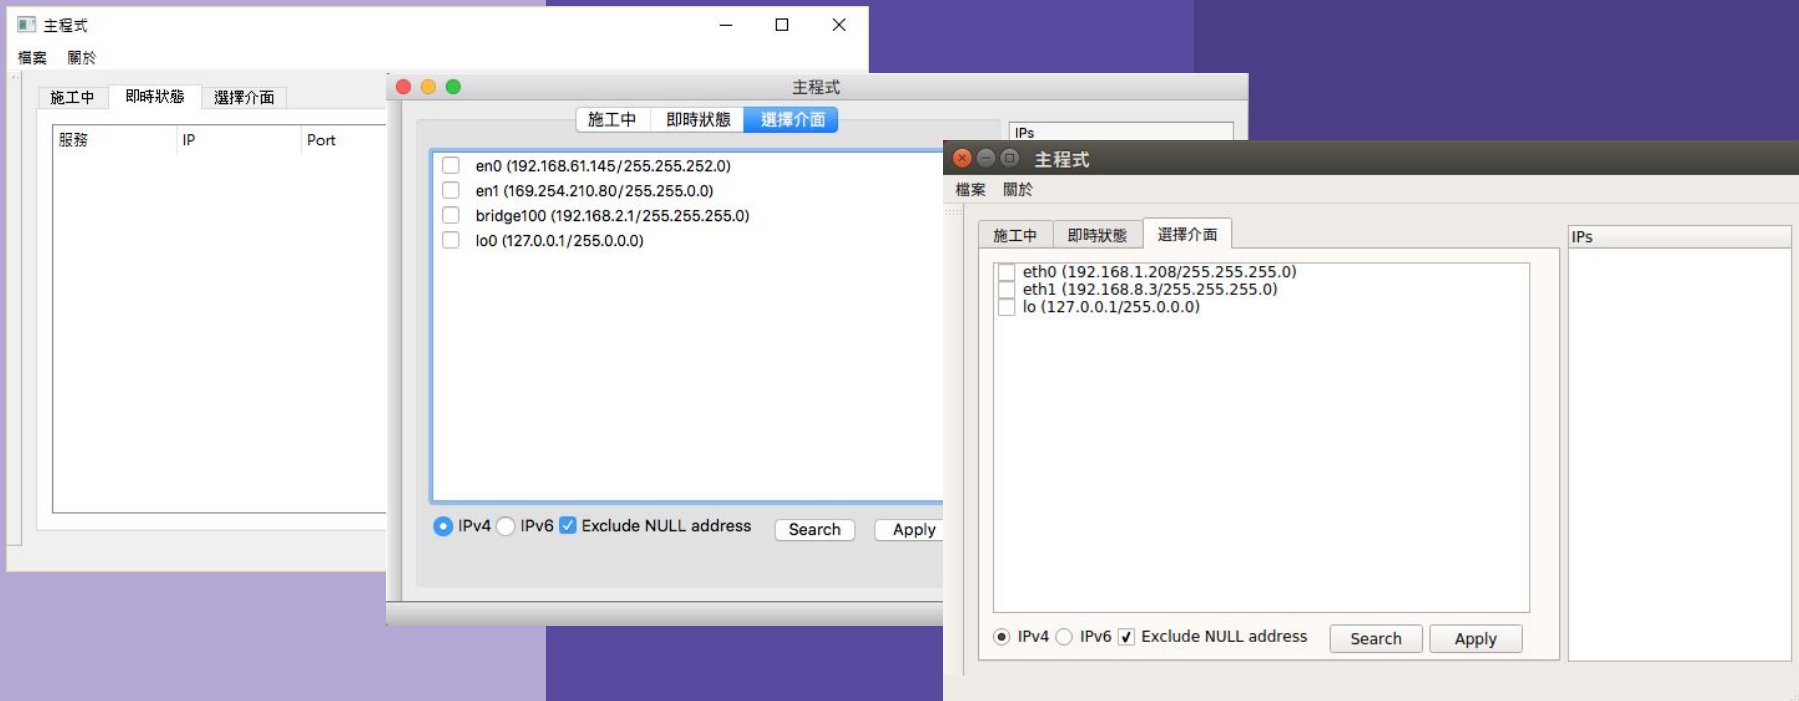 主程式
檔案 關於
施工中 即時狀態 選擇介面
服務 IP Port
主程式
施工中 即時狀態 選擇介面
IPs
en0 (192.168.61.145/255.255.252.0)
en1 (169.254.210.80/255.255.0.0)
bridge100 (192.168.2.1/255.255.255.0)
lo0 (127.0.0.1/255.0.0.0)
IPv4 IPv6 Exclude NULL address Search Apply
主程式
檔案 關於
施工中 即時狀態 選擇介面
IPs
eth0 (192.168.1.208/255.255.255.0)
eth1 (192.168.8.3/255.255.255.0)
lo (127.0.0.1/255.0.0.0)
IPv4 IPv6 Exclude NULL address Search Apply